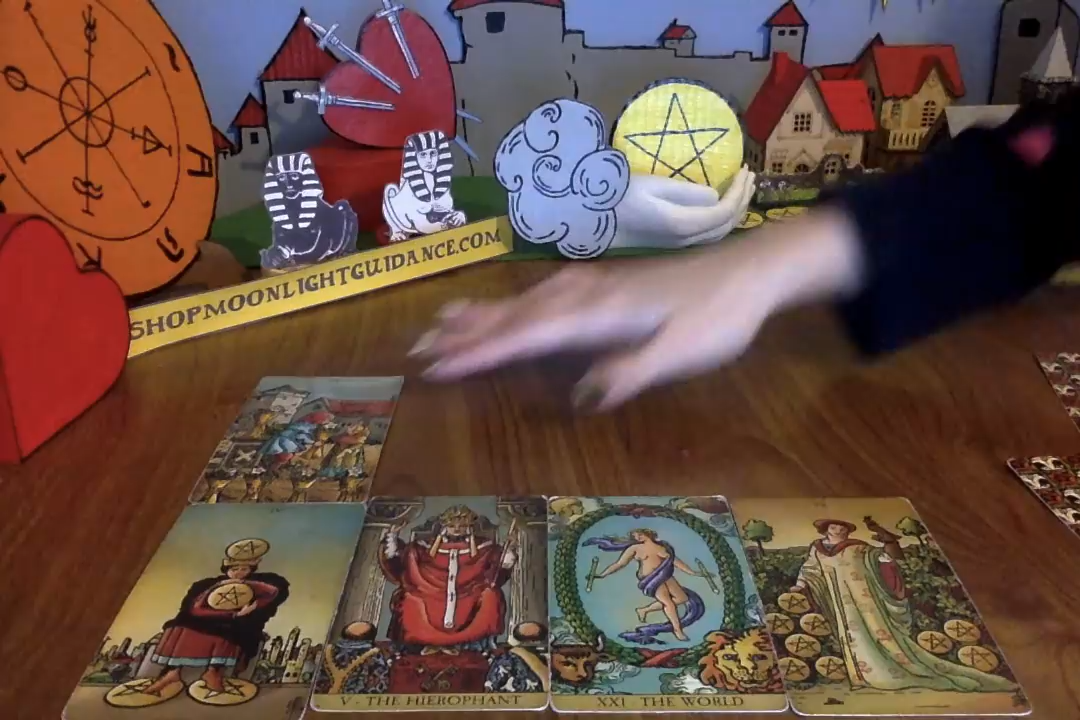 SHOPMOONLIGHTGUIDANCE.COM
V · THE HIEROPHANT
XXI · THE WORLD